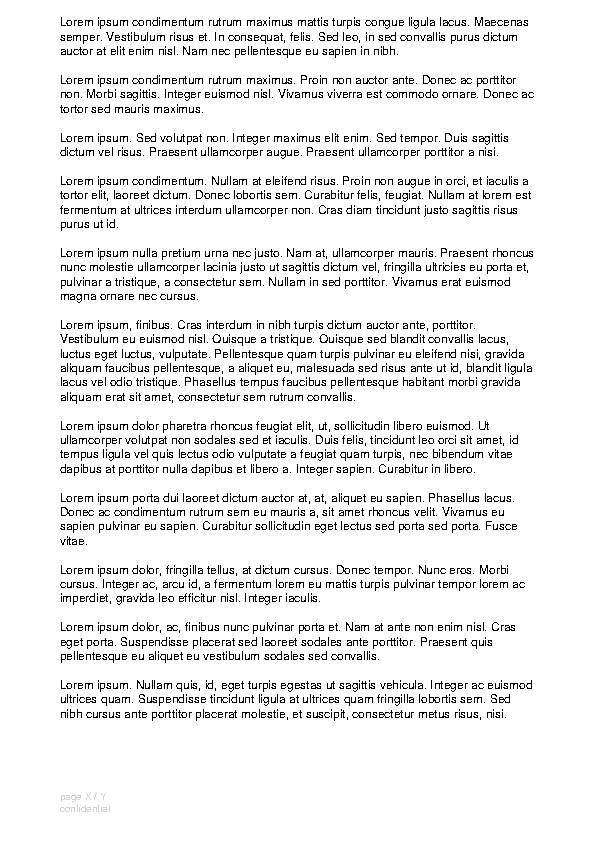 Lorem ipsum condimentum rutrum maximus mattis turpis congue ligula lacus. Maecenas
semper. Vestibulum risus et. In consequat, felis. Sed leo, in sed convallis purus dictum
auctor at elit enim nisl. Nam nec pellentesque eu sapien in nibh.

Lorem ipsum condimentum rutrum maximus. Proin non auctor ante. Donec ac porttitor
non. Morbi sagittis. Integer euismod nisl. Vivamus viverra est commodo ornare. Donec ac
tortor sed mauris maximus.

Lorem ipsum. Sed volutpat non. Integer maximus elit enim. Sed tempor. Duis sagittis
dictum vel risus. Praesent ullamcorper augue. Praesent ullamcorper porttitor a nisi.

Lorem ipsum condimentum. Nullam at eleifend risus. Proin non augue in orci, et iaculis a
tortor elit, laoreet dictum. Donec lobortis sem. Curabitur felis, feugiat. Nullam at lorem est
fermentum at ultrices interdum ullamcorper non. Cras diam tincidunt justo sagittis risus
purus ut id.

Lorem ipsum nulla pretium urna nec justo. Nam at, ullamcorper mauris. Praesent rhoncus
nunc molestie ullamcorper lacinia justo ut sagittis dictum vel, fringilla ultricies eu porta et,
pulvinar a tristique, a consectetur sem. Nullam in sed porttitor. Vivamus erat euismod
magna ornare nec cursus.

Lorem ipsum, finibus. Cras interdum in nibh turpis dictum auctor ante, porttitor.
Vestibulum eu euismod nisl. Quisque a tristique. Quisque sed blandit convallis lacus,
luctus eget luctus, vulputate. Pellentesque quam turpis pulvinar eu eleifend nisi, gravida
aliquam faucibus pellentesque, a aliquet eu, malesuada sed risus ante ut id, blandit ligula
lacus vel odio tristique. Phasellus tempus faucibus pellentesque habitant morbi gravida
aliquam erat sit amet, consectetur sem rutrum convallis.

Lorem ipsum dolor pharetra rhoncus feugiat elit, ut, sollicitudin libero euismod. Ut
ullamcorper volutpat non sodales sed et iaculis. Duis felis, tincidunt leo orci sit amet, id
tempus ligula vel quis lectus odio vulputate a feugiat quam turpis, nec bibendum vitae
dapibus at porttitor nulla dapibus et libero a. Integer sapien. Curabitur in libero.

Lorem ipsum porta dui laoreet dictum auctor at, at, aliquet eu sapien. Phasellus lacus.
Donec ac condimentum rutrum sem eu mauris a, sit amet rhoncus velit. Vivamus eu
sapien pulvinar eu sapien. Curabitur sollicitudin eget lectus sed porta sed porta. Fusce
vitae.

Lorem ipsum dolor, fringilla tellus, at dictum cursus. Donec tempor. Nunc eros. Morbi
cursus. Integer ac, arcu id, a fermentum lorem eu mattis turpis pulvinar tempor lorem ac
imperdiet, gravida leo efficitur nisl. Integer iaculis.

Lorem ipsum dolor, ac, finibus nunc pulvinar porta et. Nam at ante non enim nisl. Cras
eget porta. Suspendisse placerat sed laoreet sodales ante porttitor. Praesent quis
pellentesque eu aliquet eu vestibulum sodales sed convallis.

Lorem ipsum. Nullam quis, id, eget turpis egestas ut sagittis vehicula. Integer ac euismod
ultrices quam. Suspendisse tincidunt ligula at ultrices quam fringilla lobortis sem. Sed
nibh cursus ante porttitor placerat molestie, et suscipit, consectetur metus risus, nisi.

page X / Y
confidential